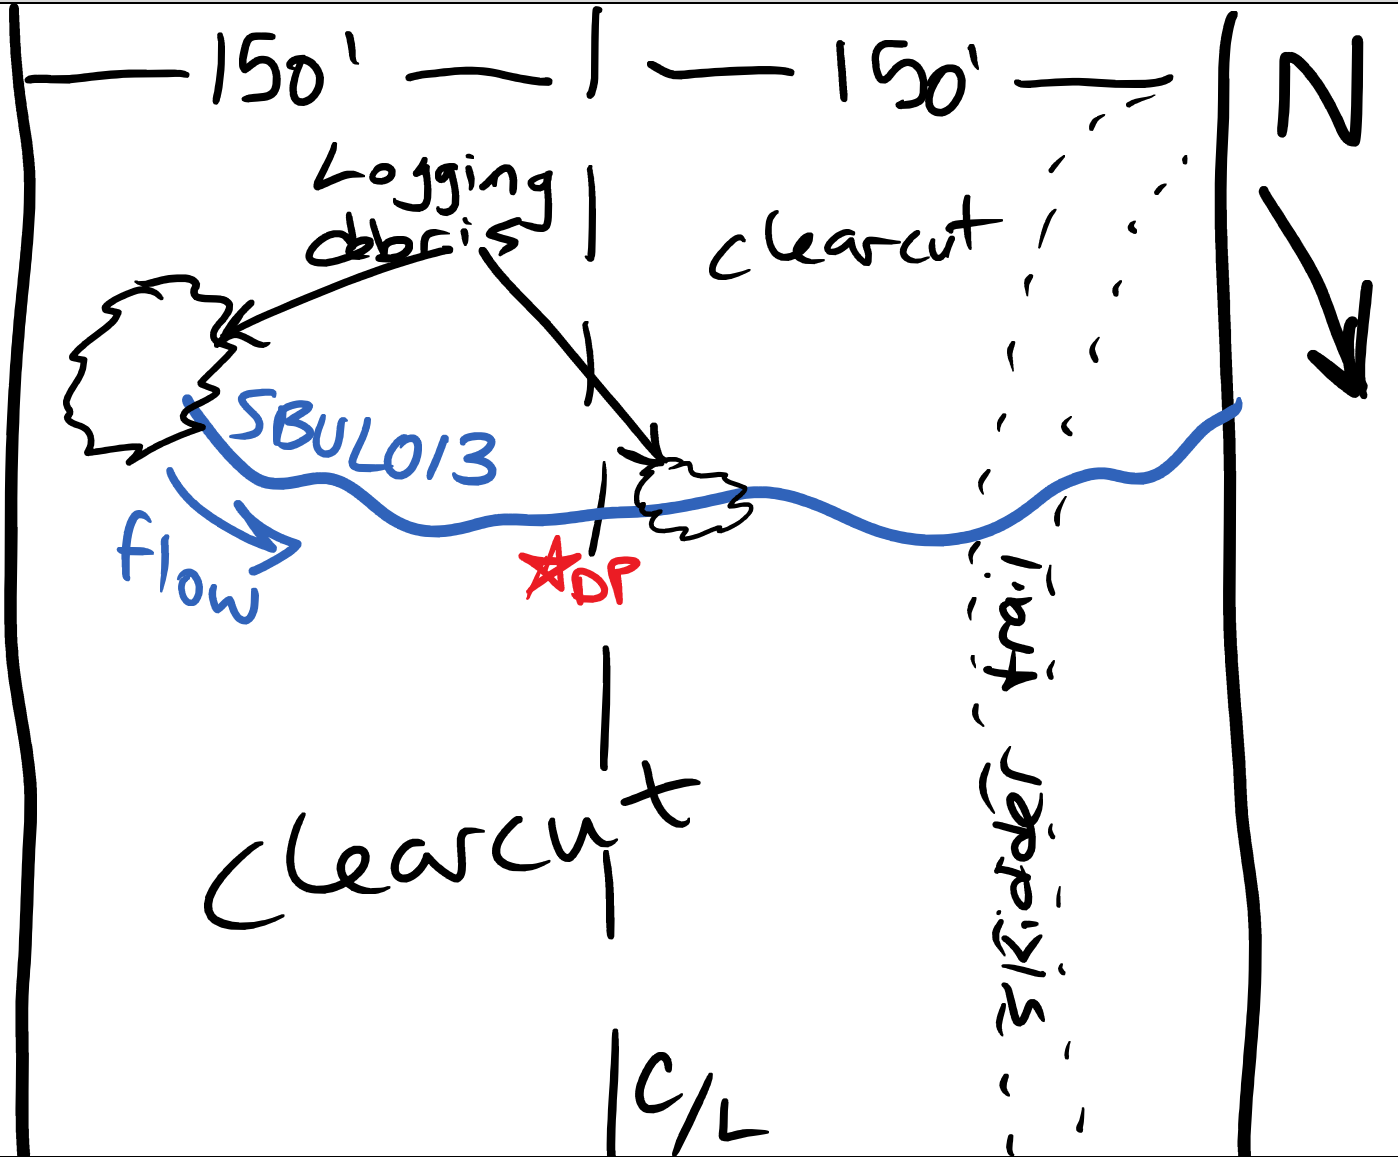 150'
150'
N
Logging
debris
clearcut
SBUL013
flow
DP
skidder trail
clearcut
C/L